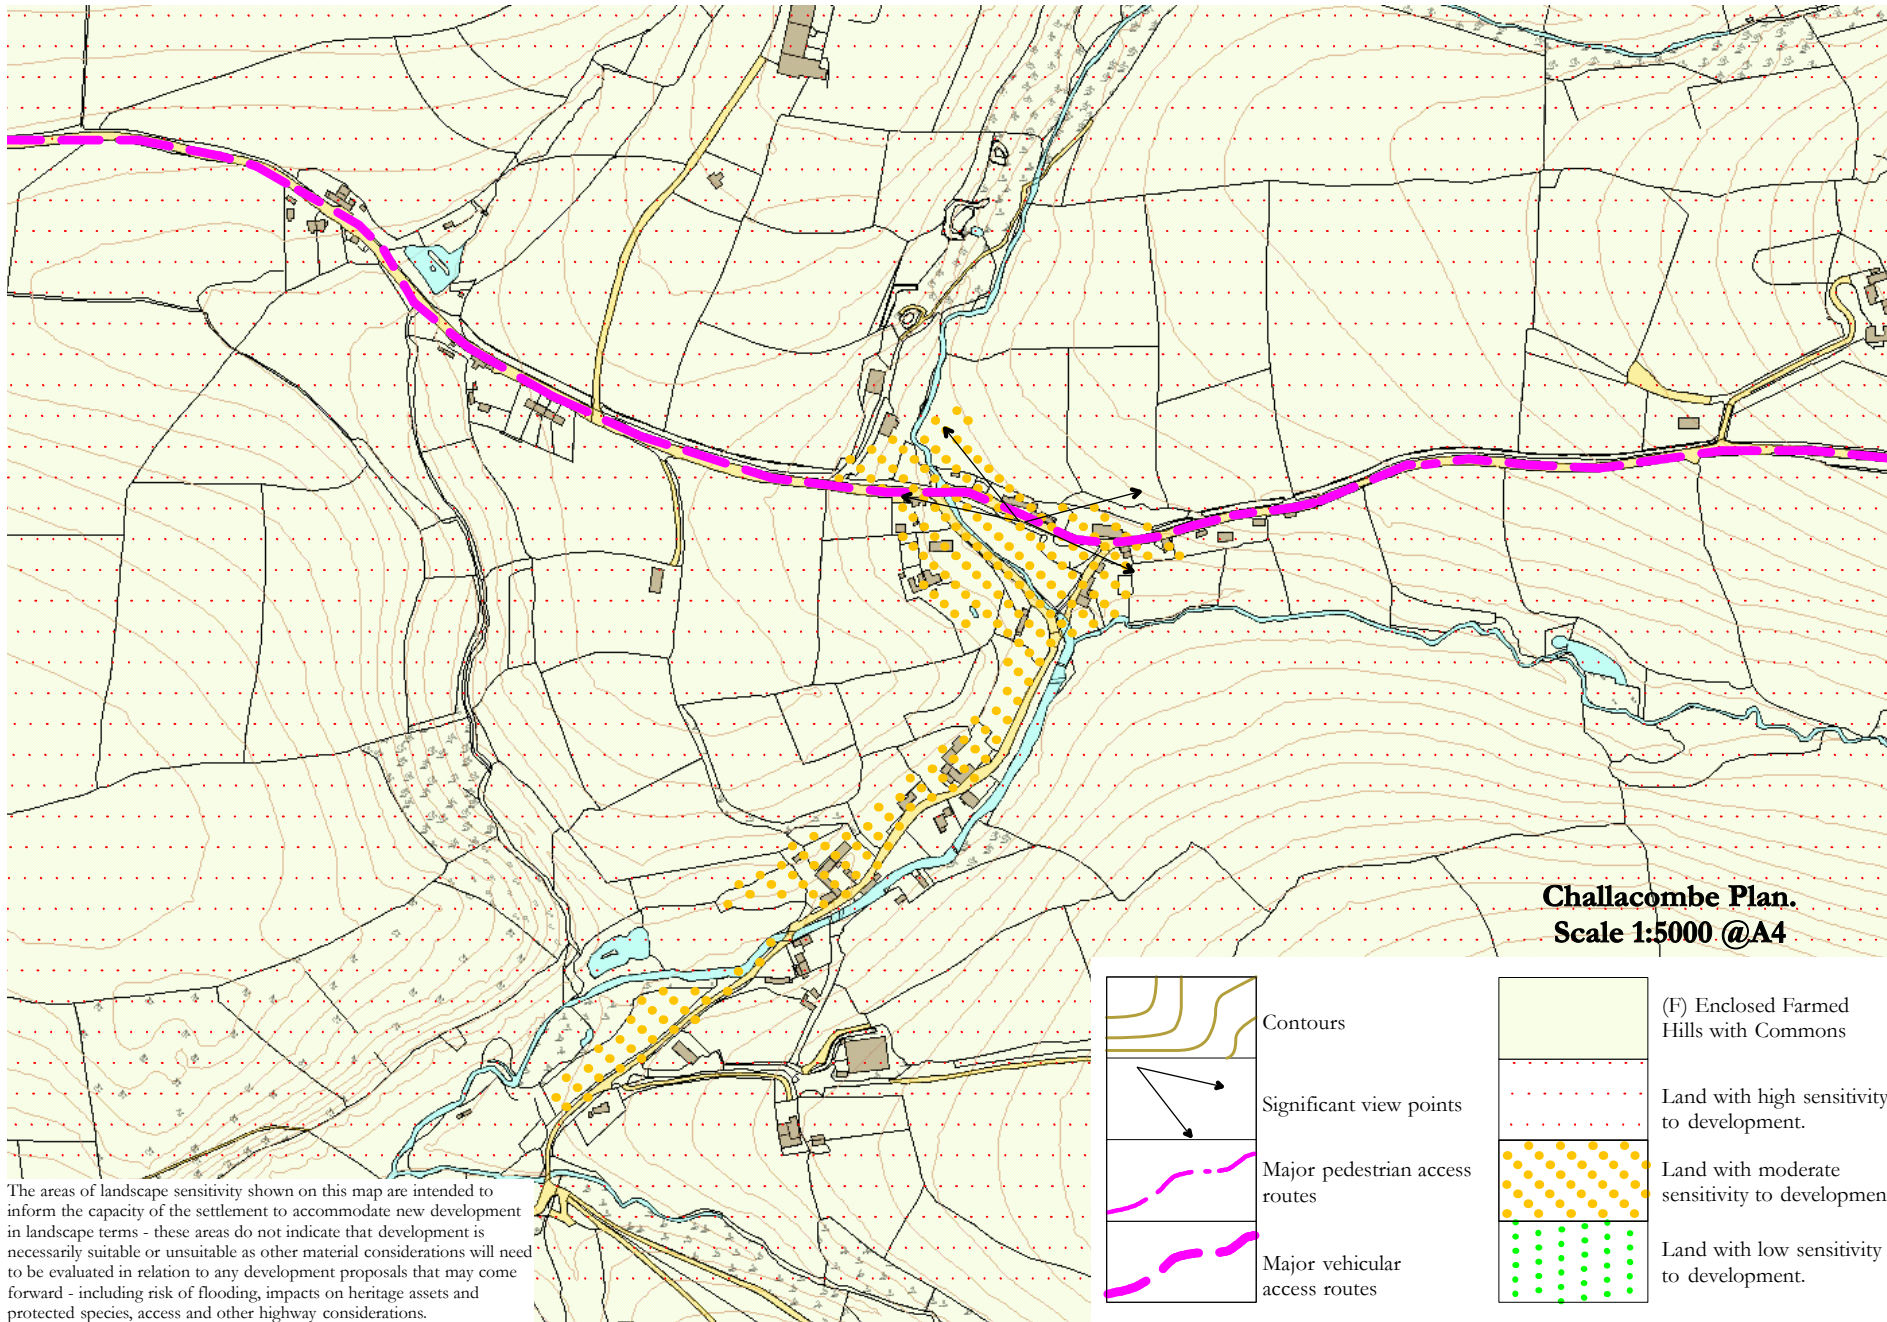 Challacombe Plan.
Scale 1:5000 @A4
Contours
Significant view points
Major pedestrian access
routes
Major vehicular
access routes
(F) Enclosed Farmed
Hills with Commons
Land with high sensitivity
to development.
Land with moderate
sensitivity to developmen
Land with low sensitivity
to development.
The areas of landscape sensitivity shown on this map are intended to
inform the capacity of the settlement to accommodate new development
in landscape terms - these areas do not indicate that development is
necessarily suitable or unsuitable as other material considerations will need
to be evaluated in relation to any development proposals that may come
forward - including risk of flooding, impacts on heritage assets and
protected species, access and other highway considerations.